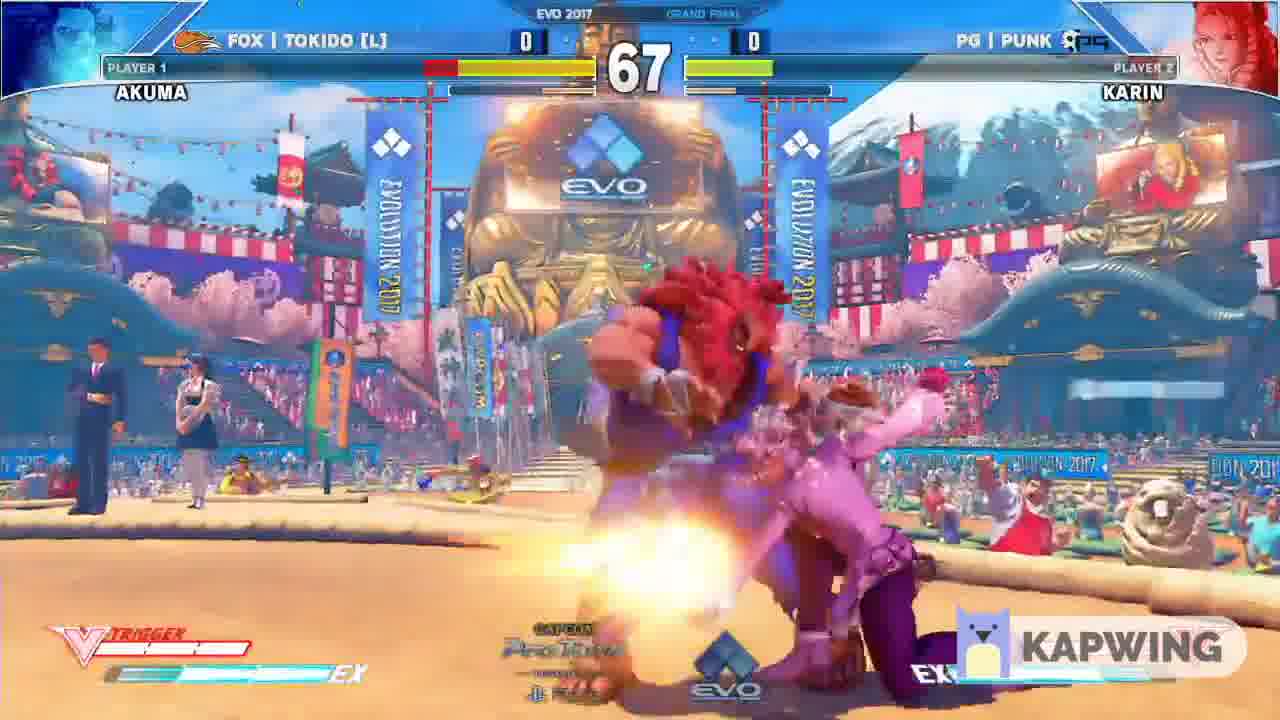 EVO 2017 GRAND FINAL
FOX | TOKIDO [L] 0 67 0 PG | PUNK
PLAYER 1 PLAYER 2
AKUMA KARIN
EVO
EVOLUTION 2017
EVOLUTION 2017
V-TRIGGER
EX
CAPCOM
EVO
EX
KAPWING